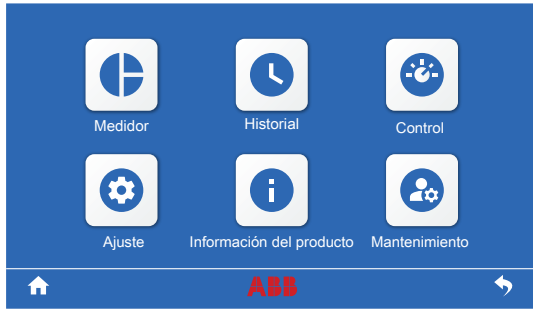 Medidor
Historial
Control
Ajuste
Información del producto
Mantenimiento
ABB